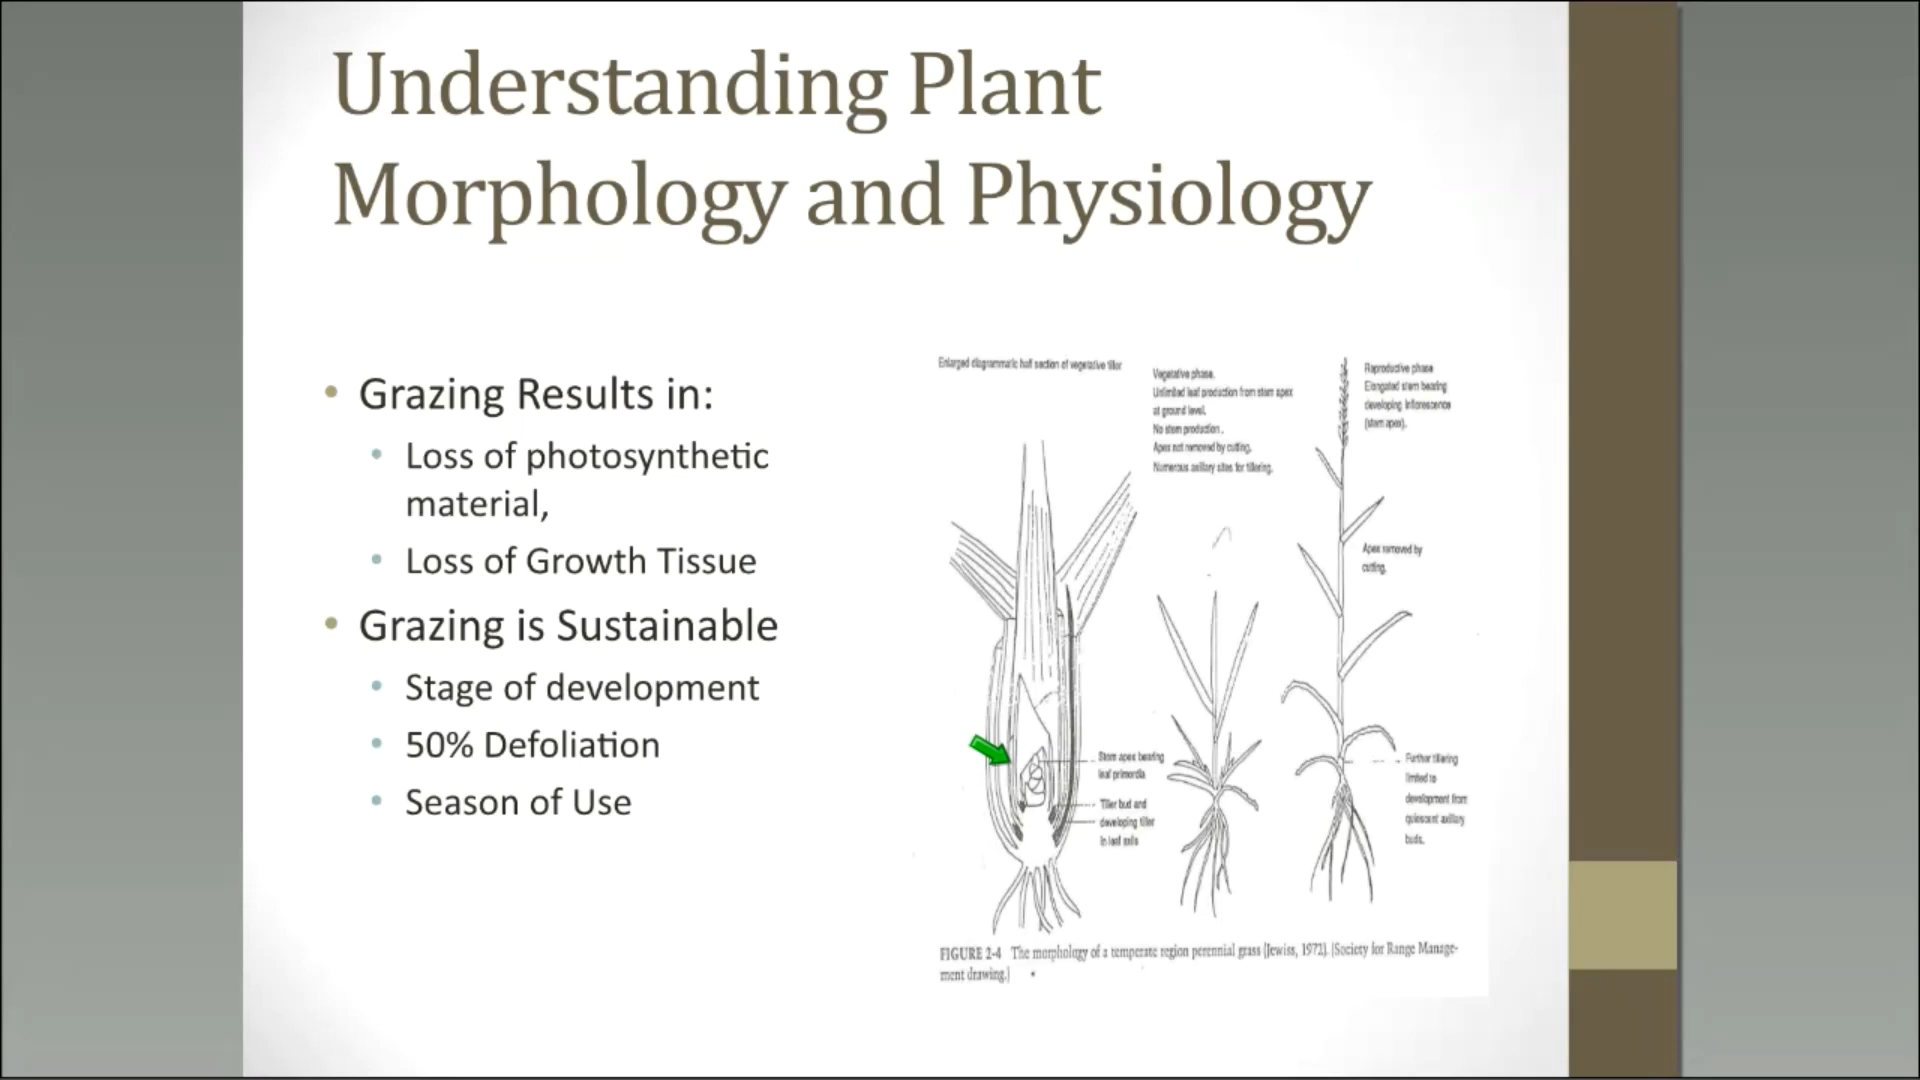 Understanding Plant
Morphology and Physiology
• Grazing Results in:
• Loss of photosynthetic
material,
• Loss of Growth Tissue
• Grazing is Sustainable
• Stage of development
• 50% Defoliation
• Season of Use
Enlarged diagrammatic half section of vegetative tiller
Vegetative phase.
Unlimited leaf production from stem apex
at ground level.
No stem production.
Apex not removed by cutting.
Numerous axillary sites for tillering.
Reproductive phase
Elongated stem bearing
developing inflorescence
(stem apex).
Apex removed by
cutting.
Stem apex bearing
leaf primordia
Tiller bud and
developing tiller
in leaf axils
Further tillering
limited to
development from
quiescent axillary
buds.
FIGURE 2-4 The morphology of a temperate region perennial grass (Jewiss, 1972). (Society for Range Manage-
ment drawing.)